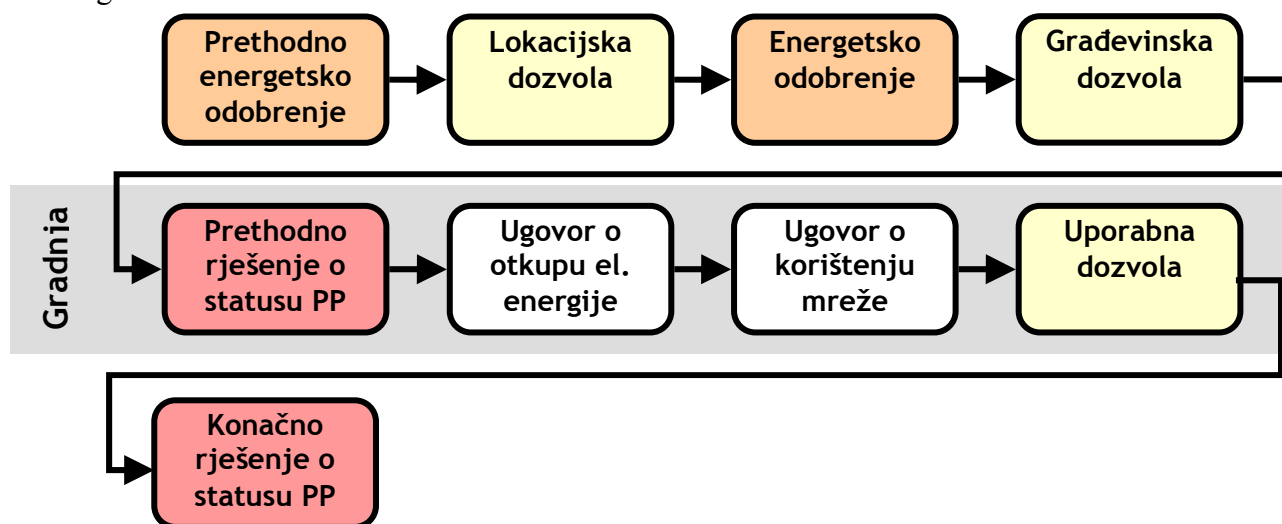 Prethodno
energetsko
odobrenje
Lokacijska
dozvola
Energetsko
odobrenje
Građevinska
dozvola
Gradnia
Prethodno
rješenje o
statusu PP
Ugovor o
otkupu el.
energije
Ugovor o
korištenju
mreže
Uporabna
dozvola
Konačno
rješenje o
statusu PP